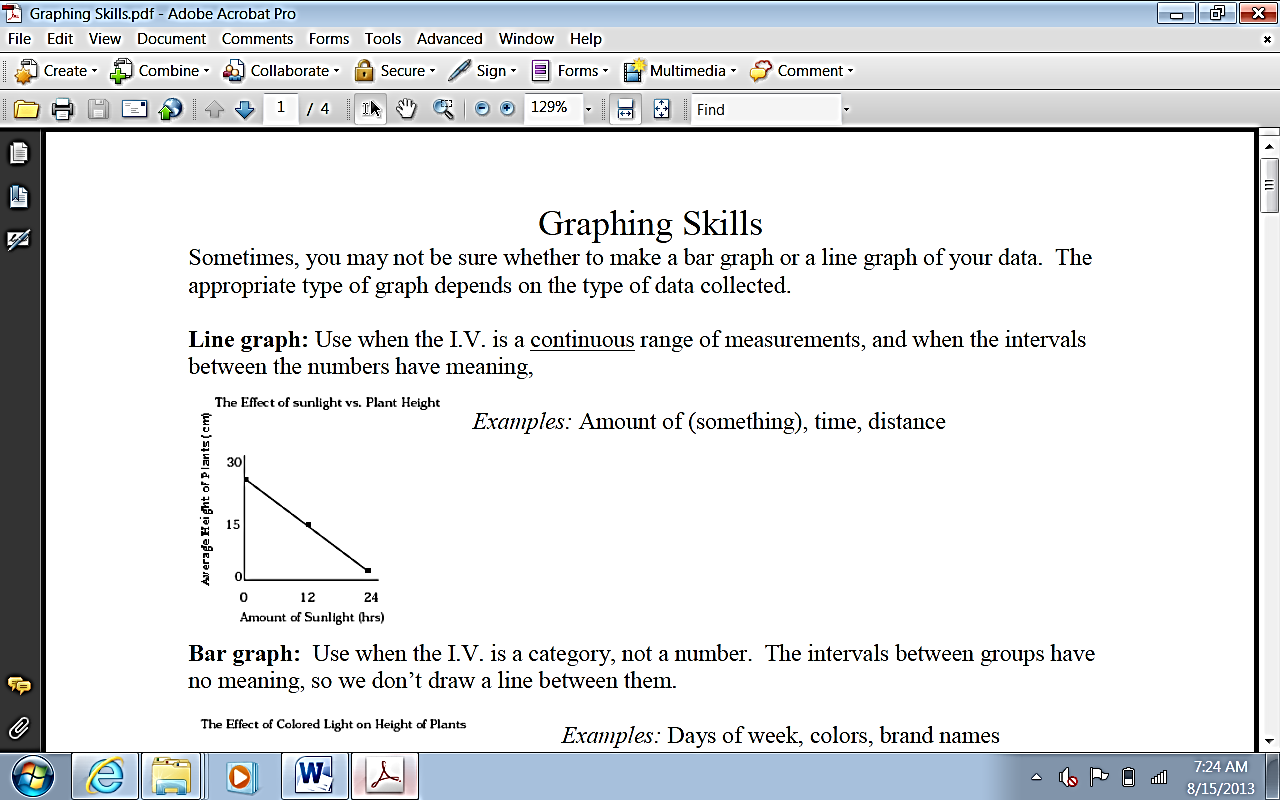 Graphing Skills.pdf - Adobe Acrobat Pro
File Edit View Document Comments Forms Tools Advanced Window Help
Create Combine Collaborate Secure Sign Forms Multimedia Comment
1 / 4 129% Find
Graphing Skills
Sometimes, you may not be sure whether to make a bar graph or a line graph of your data. The
appropriate type of graph depends on the type of data collected.
Line graph: Use when the I.V. is a continuous range of measurements, and when the intervals
between the numbers have meaning,
The Effect of sunlight vs. Plant Height
Examples: Amount of (something), time, distance
Average Height of Plants (cm)
30
15
0
0 12 24
Amount of Sunlight (hrs)
Bar graph: Use when the I.V. is a category, not a number. The intervals between groups have
no meaning, so we don't draw a line between them.
The Effect of Colored Light on Height of Plants
Examples: Days of week, colors, brand names
7:24 AM
8/15/2013